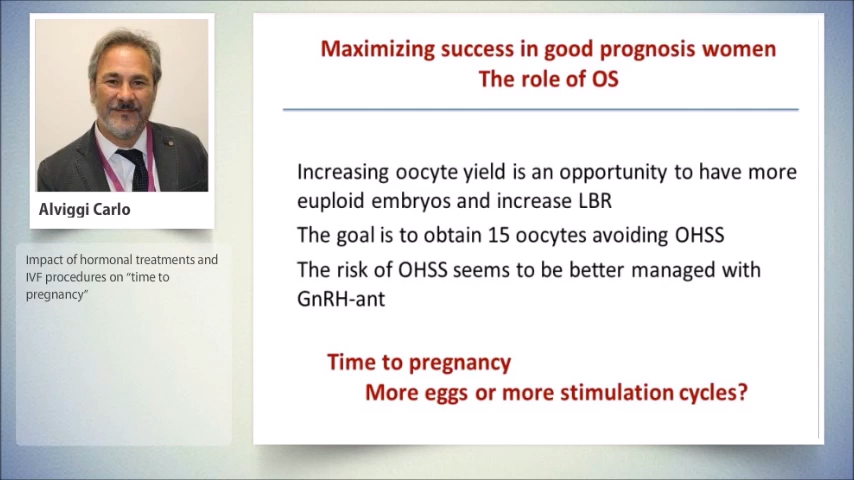 Alviggi Carlo
Impact of hormonal treatments and
IVF procedures on “time to
pregnancy”
Maximizing success in good prognosis women
The role of OS
Increasing oocyte yield is an opportunity to have more
euploid embryos and increase LBR
The goal is to obtain 15 oocytes avoiding OHSS
The risk of OHSS seems to be better managed with
GnRH-ant
Time to pregnancy
More eggs or more stimulation cycles?